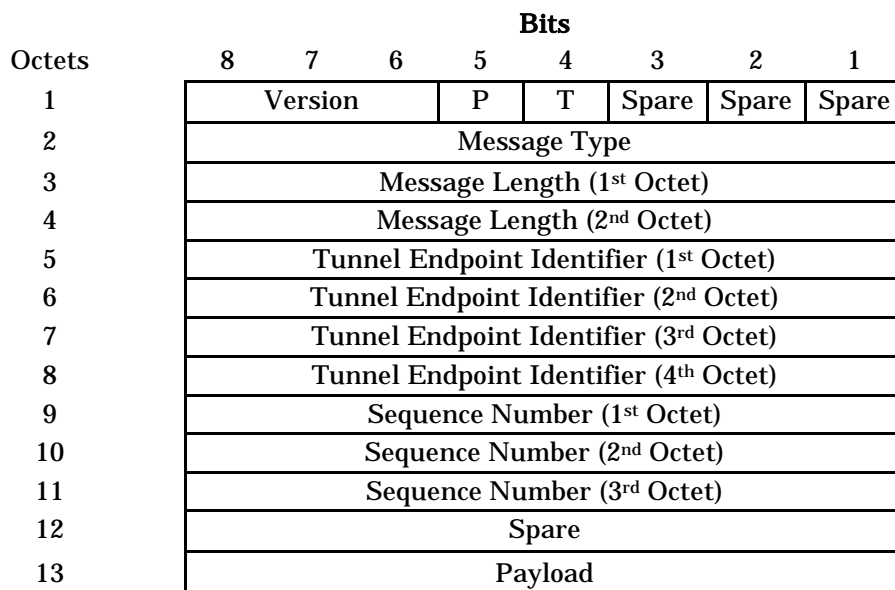 Bits
Octets 8 7 6 5 4 3 2 1
1 Version P T Spare Spare Spare
2 Message Type
3 Message Length (1st Octet)
4 Message Length (2nd Octet)
5 Tunnel Endpoint Identifier (1st Octet)
6 Tunnel Endpoint Identifier (2nd Octet)
7 Tunnel Endpoint Identifier (3rd Octet)
8 Tunnel Endpoint Identifier (4th Octet)
9 Sequence Number (1st Octet)
10 Sequence Number (2nd Octet)
11 Sequence Number (3rd Octet)
12 Spare
13 Payload